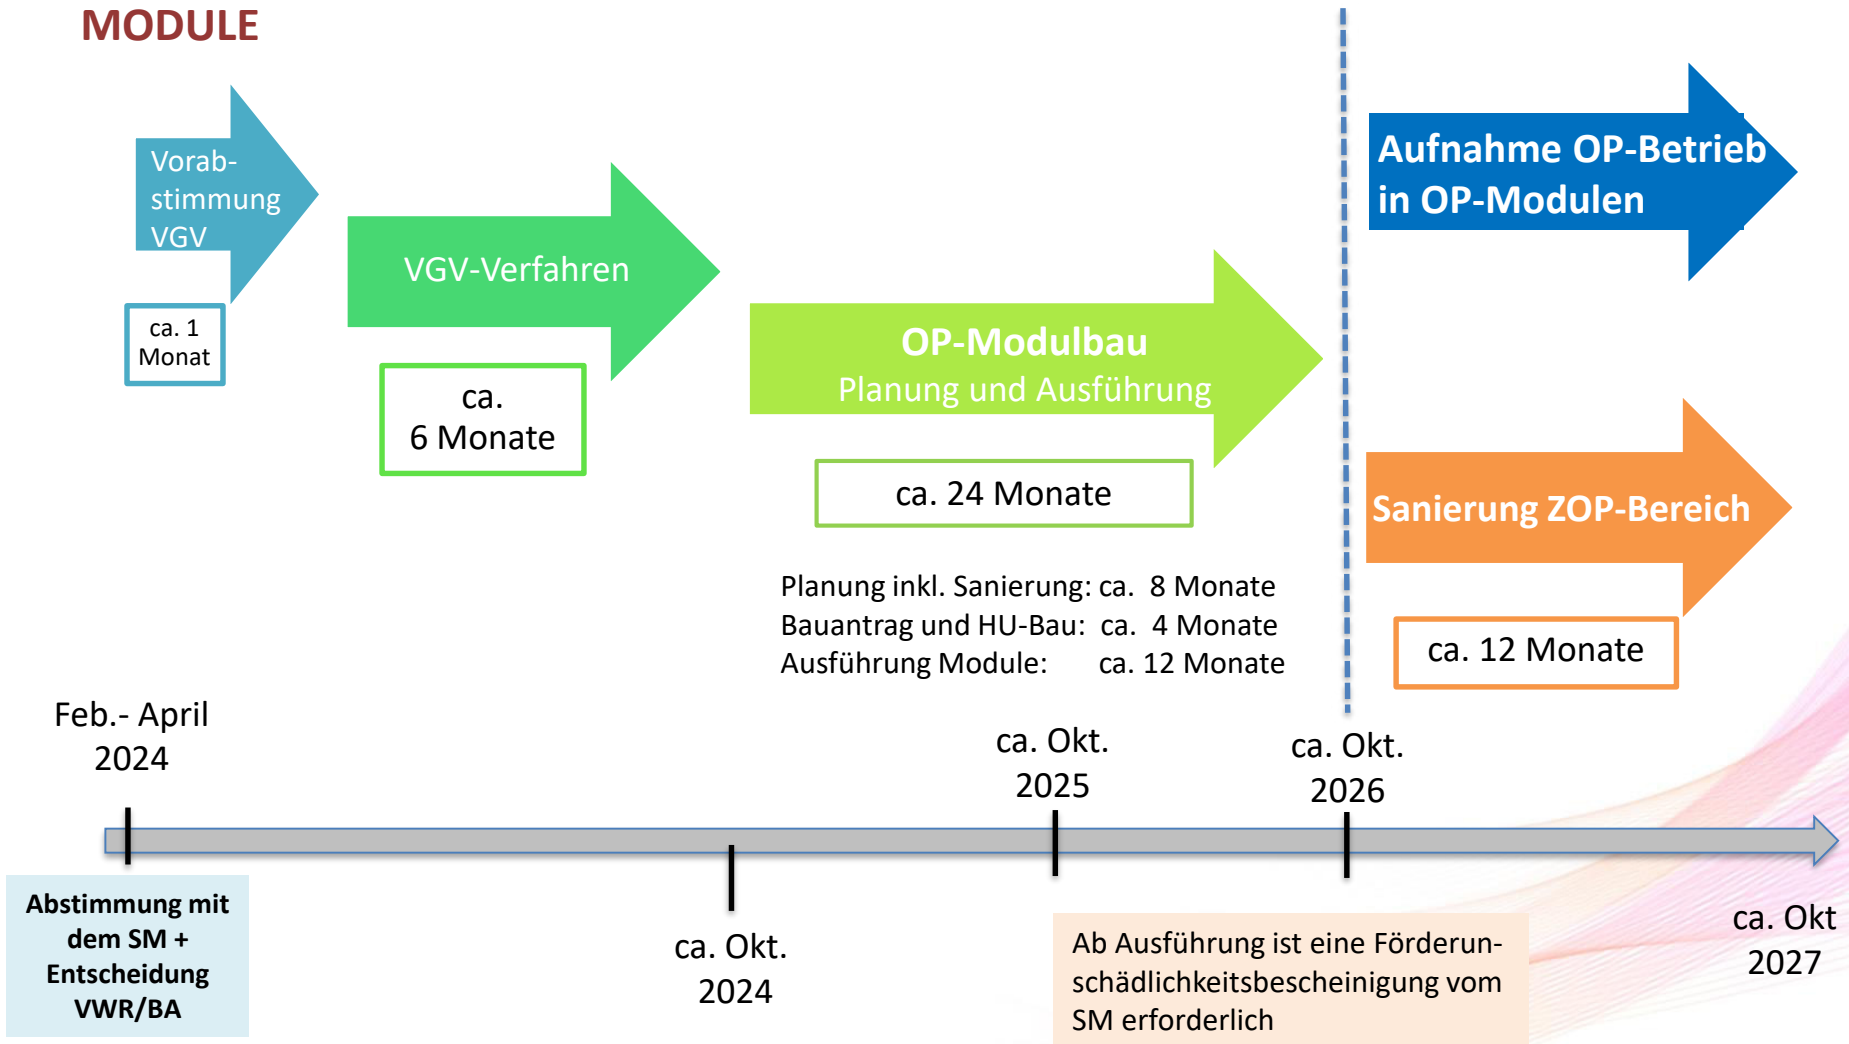 MODULE
Vorab-
stimmung
VGV
ca. 1
Monat
VGV-Verfahren
ca.
6 Monate
OP-Modulbau
Planung und Ausführung
ca. 24 Monate
Planung inkl. Sanierung: ca. 8 Monate
Bauantrag und HU-Bau: ca. 4 Monate
Ausführung Module: ca. 12 Monate
Aufnahme OP-Betrieb
in OP-Modulen
Sanierung ZOP-Bereich
ca. 12 Monate
Feb.- April
2024
ca. Okt.
2025
ca. Okt.
2026
Abstimmung mit
dem SM +
Entscheidung
VWR/BA
ca. Okt.
2024
Ab Ausführung ist eine Förderun-
schädlichkeitsbescheinigung vom
SM erforderlich
ca. Okt
2027